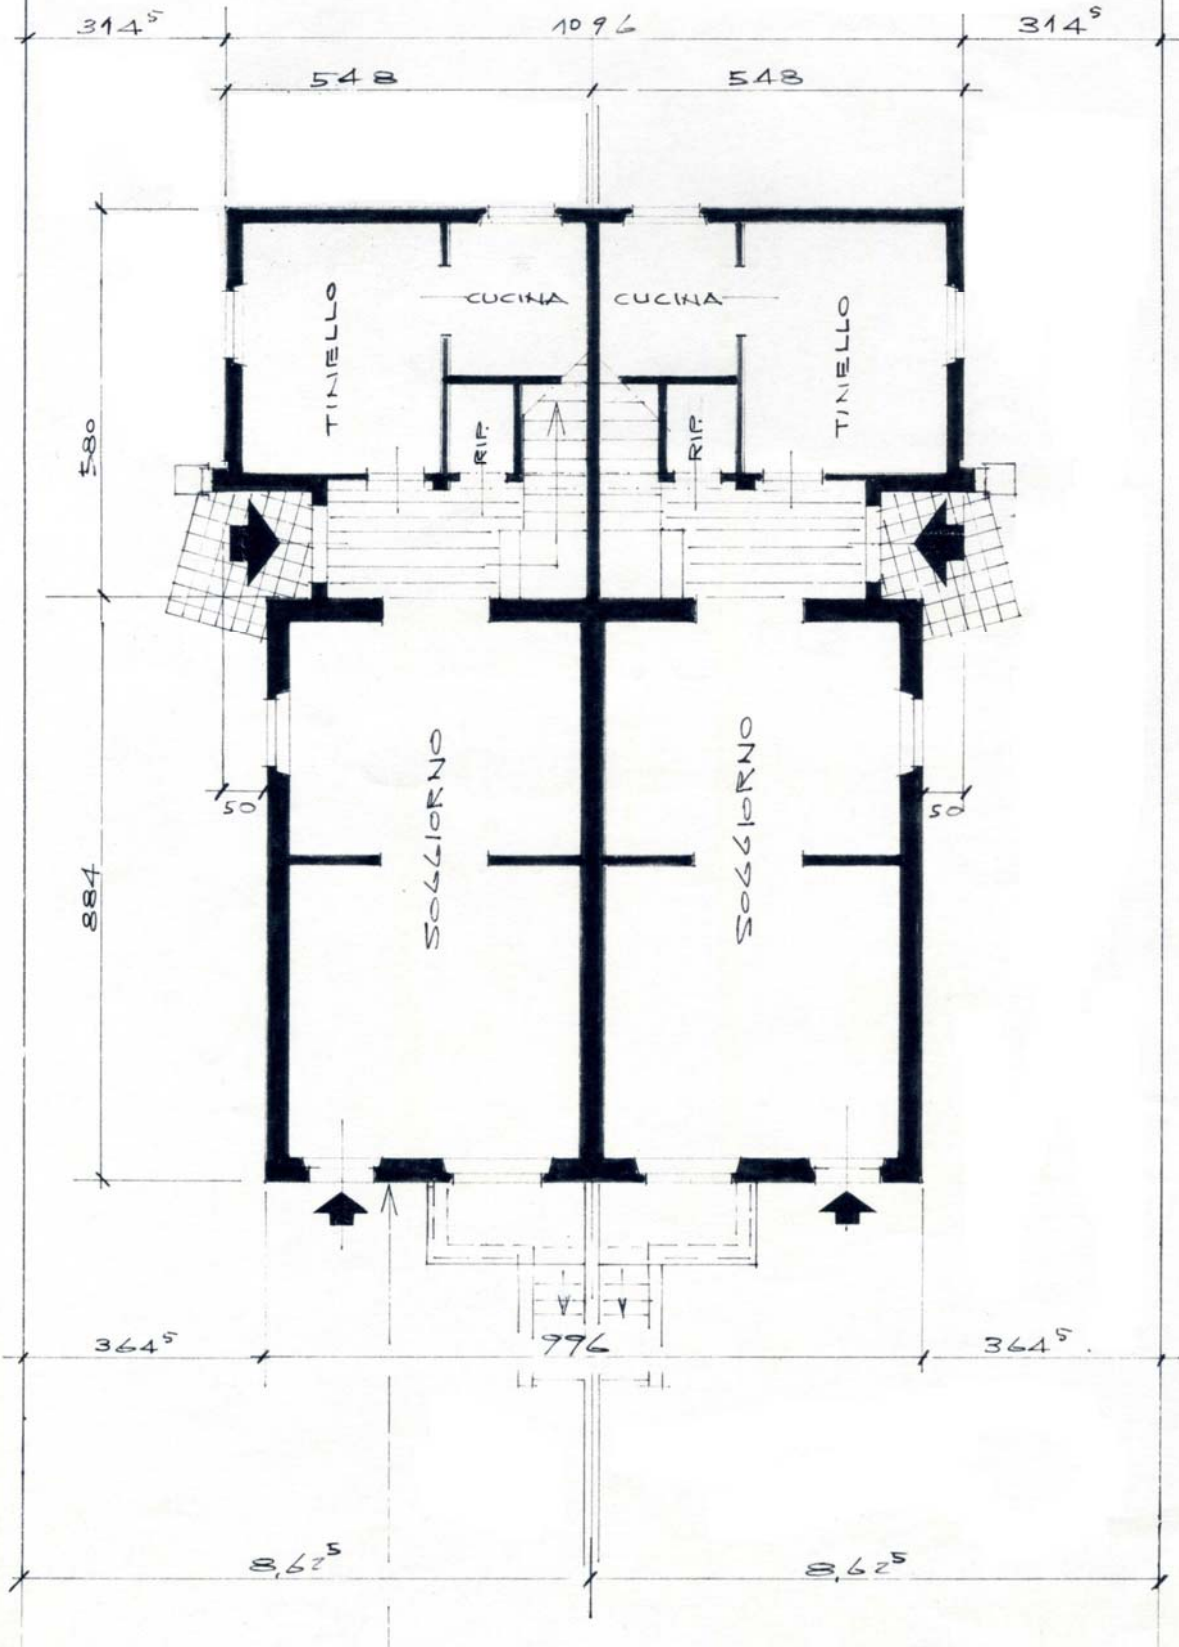 314⁵ 1096 314⁵
548 548
TINELLO CUCINA CUCINA TINELLO
RIP. RIP.
580
SOGGIORNO SOGGIORNO
50 50
884
364⁵ 996 364⁵.
8,62⁵ 8,62⁵